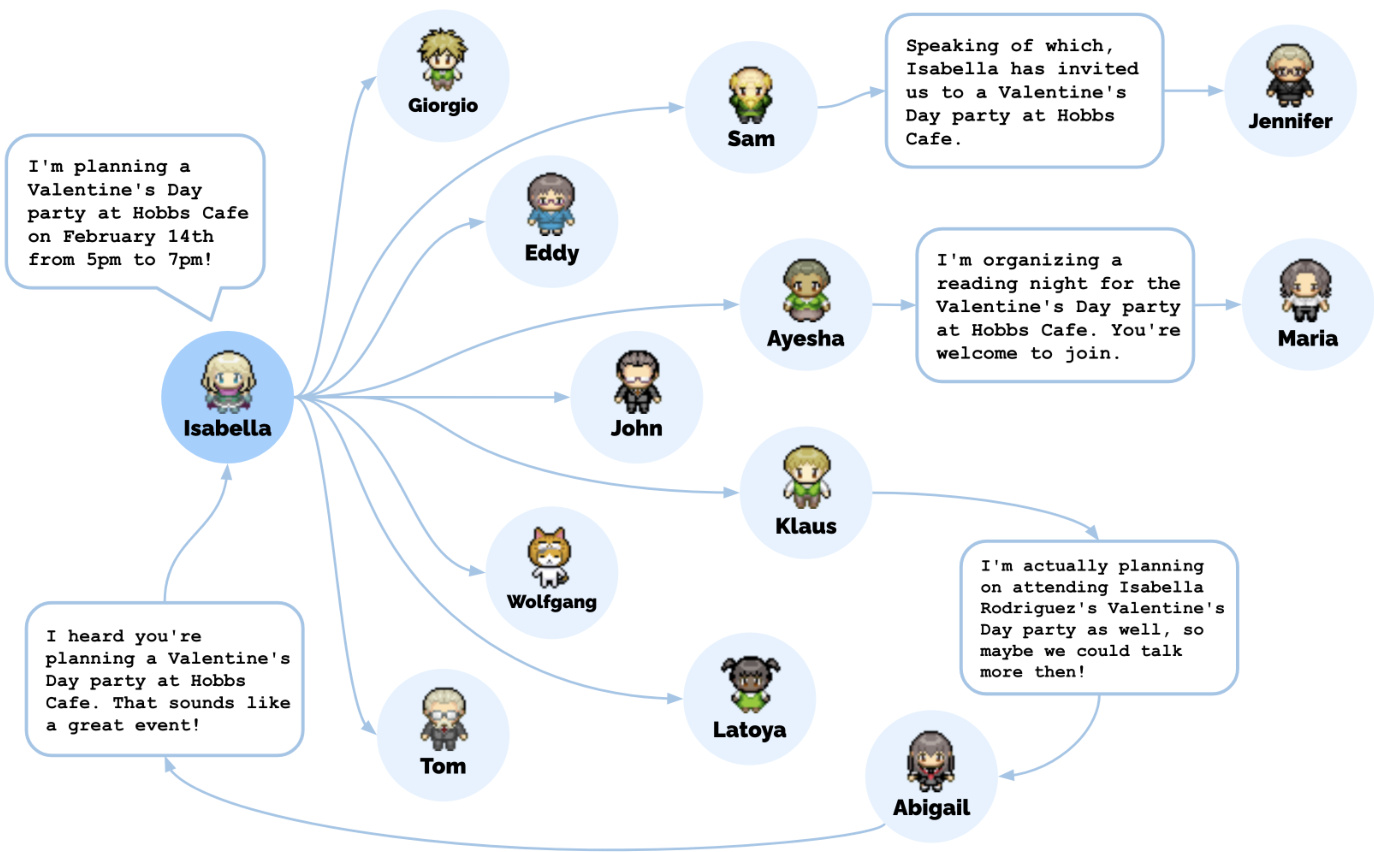 Giorgio
Sam
Speaking of which,
Isabella has invited
us to a Valentine's
Day party at Hobbs
Cafe.
Jennifer
I'm planning a
Valentine's Day
party at Hobbs Cafe
on February 14th
from 5pm to 7pm!
Eddy
Ayesha
I'm organizing a
reading night for the
Valentine's Day party
at Hobbs Cafe. You're
welcome to join.
Maria
Isabella
John
Klaus
Wolfgang
I'm actually planning
on attending Isabella
Rodriguez's Valentine's
Day party as well, so
maybe we could talk
more then!
I heard you're
planning a Valentine's
Day party at Hobbs
Cafe. That sounds like
a great event!
Latoya
Tom
Abigail